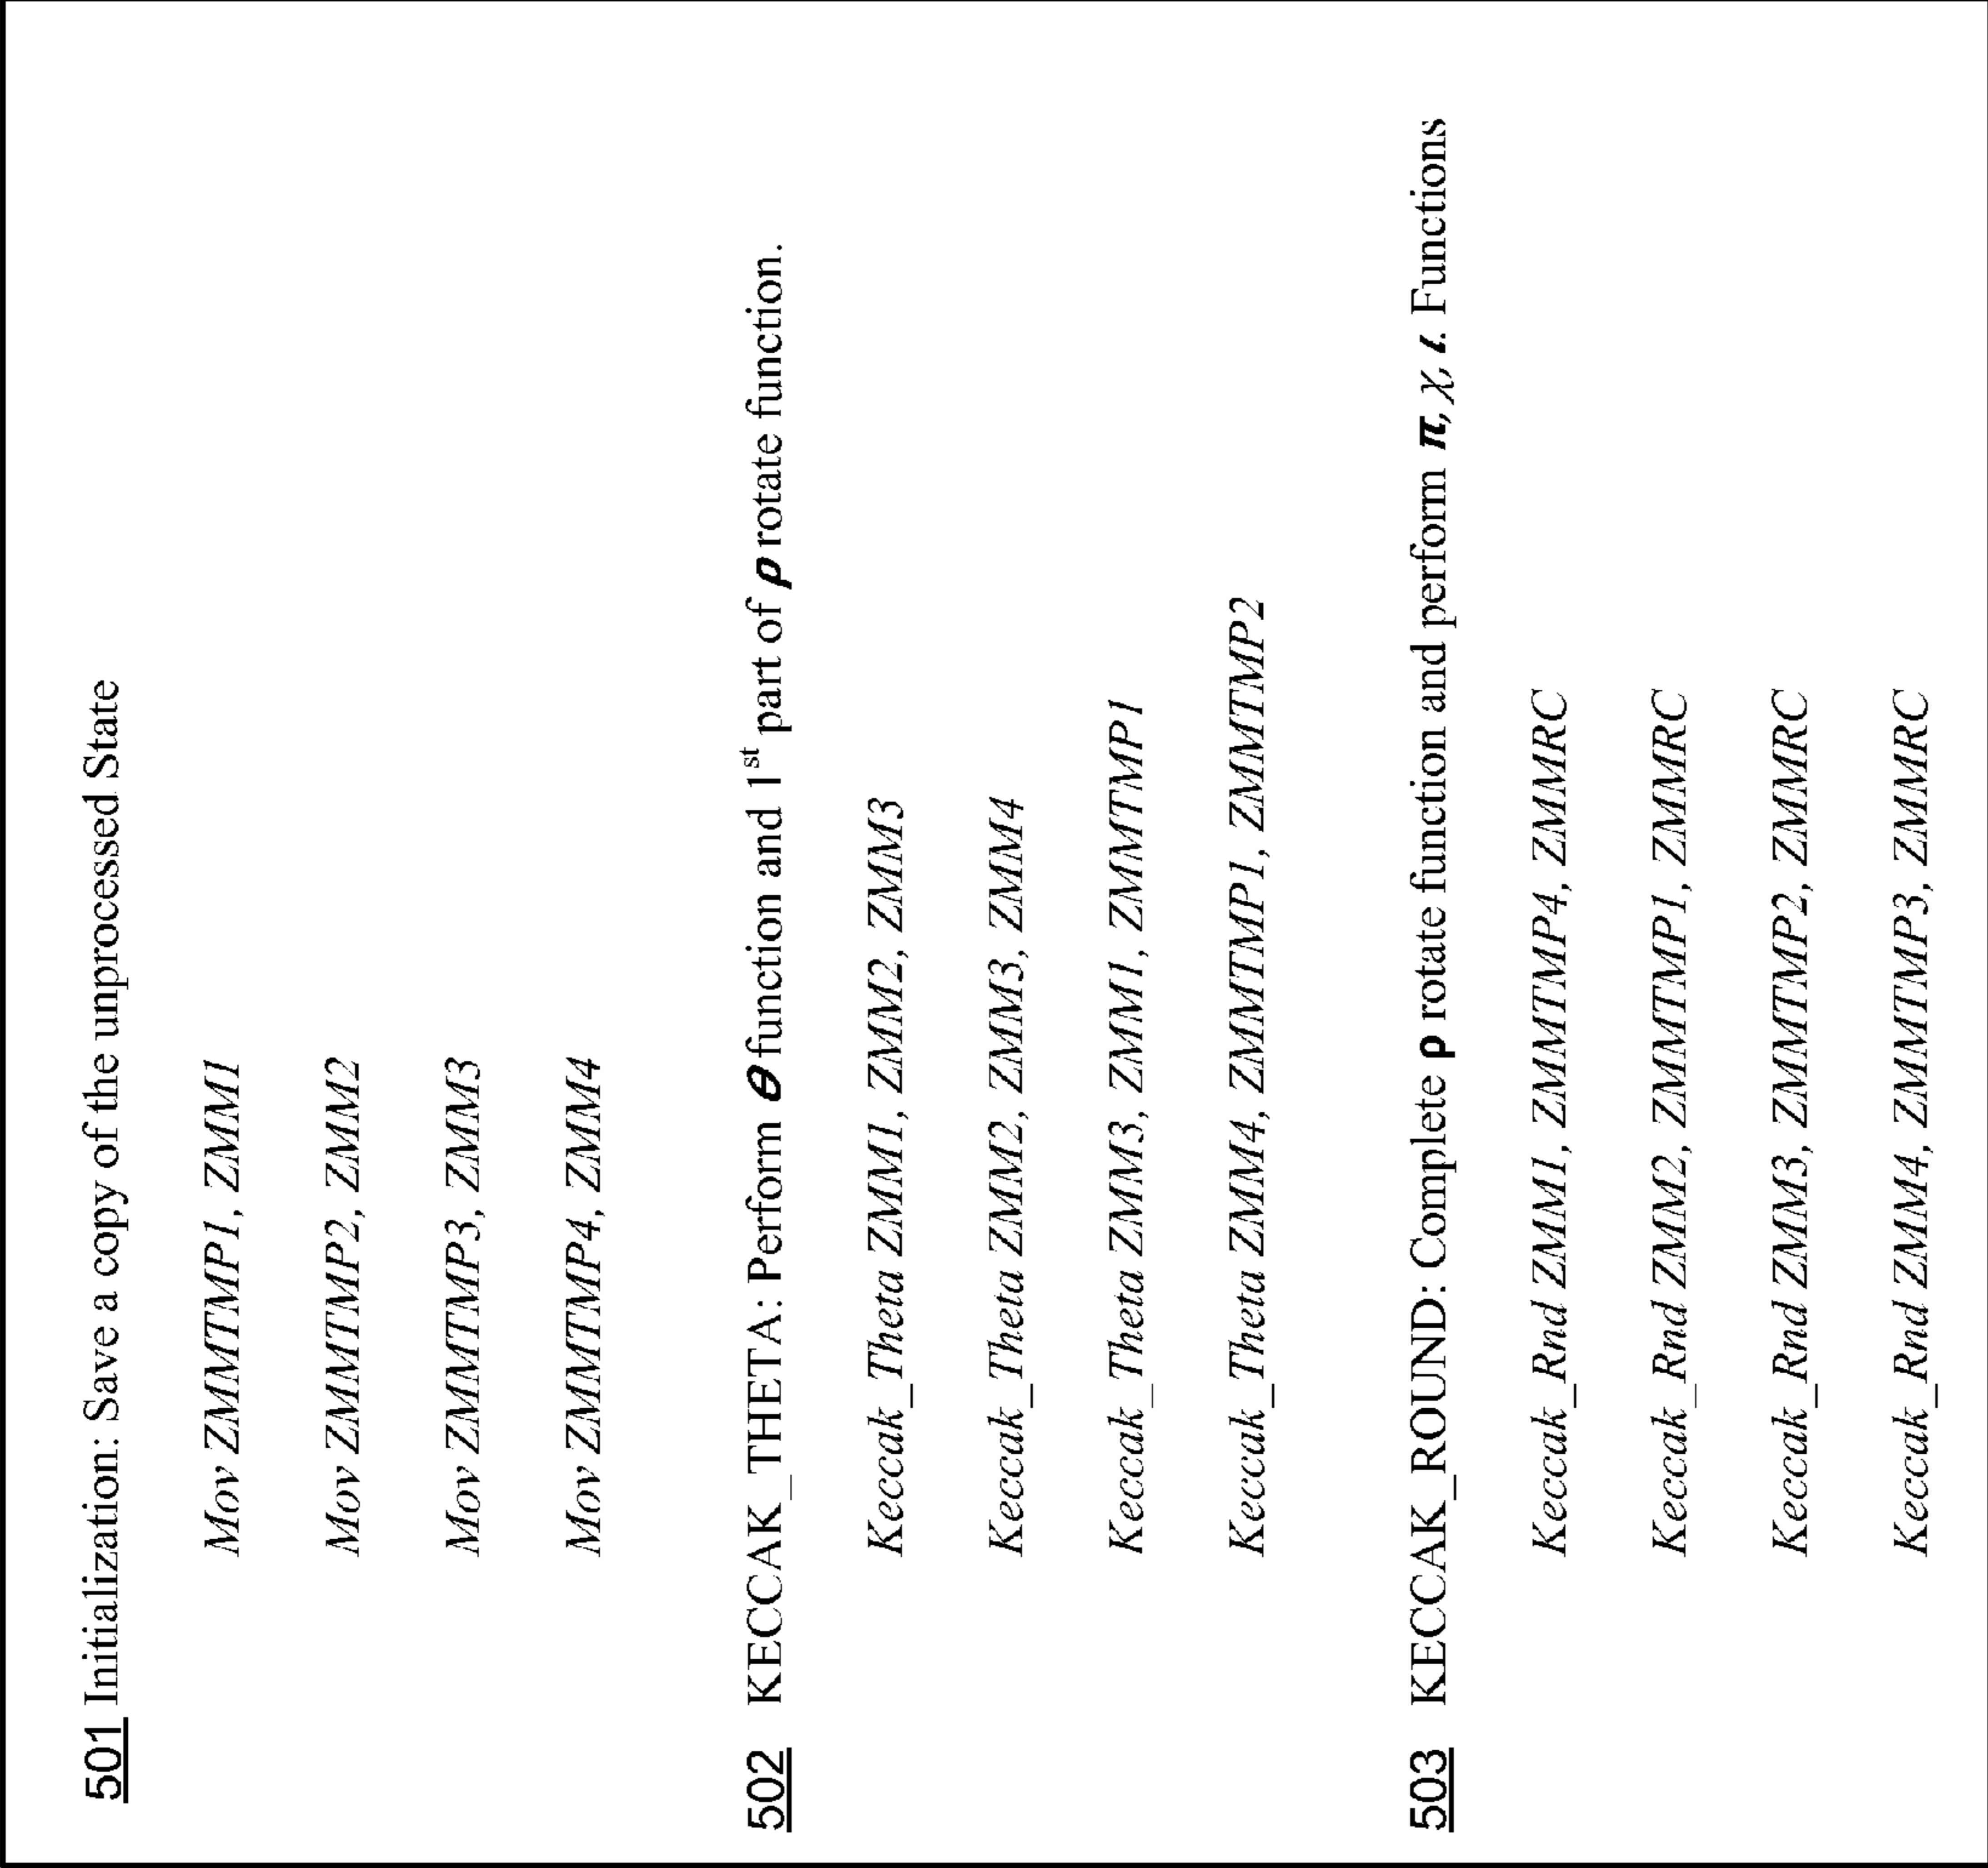 501 Initialization: Save a copy of the unprocessed State
Mov ZMMTMP1, ZMM1
Mov ZMMTMP2, ZMM2
Mov ZMMTMP3, ZMM3
Mov ZMMTMP4, ZMM4
502 KECCAK_THETA: Perform θ function and 1st part of ρ rotate function.
Keccak_Theta ZMM1, ZMM2, ZMM3
Keccak_Theta ZMM2, ZMM3, ZMM4
Keccak_Theta ZMM3, ZMM1, ZMMTMP1
Keccak_Theta ZMM4, ZMMTMP1, ZMMTMP2
503 KECCAK_ROUND: Complete ρ rotate function and perform π, χ, ι. Functions
Keccak_Rnd ZMM1, ZMMTMP4, ZMMRC
Keccak_Rnd ZMM2, ZMMTMP1, ZMMRC
Keccak_Rnd ZMM3, ZMMTMP2, ZMMRC
Keccak_Rnd ZMM4, ZMMTMP3, ZMMRC